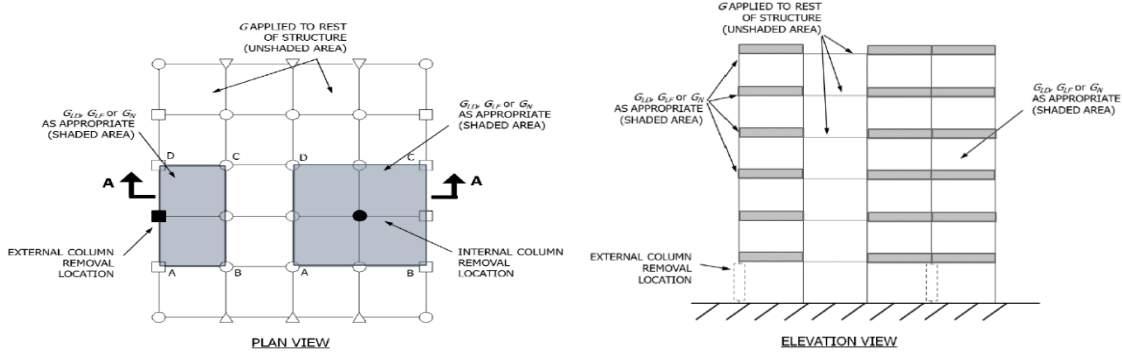 G APPLIED TO REST
OF STRUCTURE
(UNSHADED AREA)
G_LD, G_LF or G_N
AS APPROPRIATE
(SHADED AREA)
G_LD, G_LF or G_N
AS APPROPRIATE
(SHADED AREA)
D
C
D
C
A
A
EXTERNAL COLUMN
REMOVAL
LOCATION
A
B
A
B
INTERNAL COLUMN
REMOVAL
LOCATION
PLAN VIEW
G APPLIED TO REST
OF STRUCTURE
(UNSHADED AREA)
G_LD, G_LF or G_N
AS APPROPRIATE
(SHADED AREA)
G_LD, G_LF or G_N
AS APPROPRIATE
(SHADED AREA)
EXTERNAL COLUMN
REMOVAL
LOCATION
ELEVATION VIEW